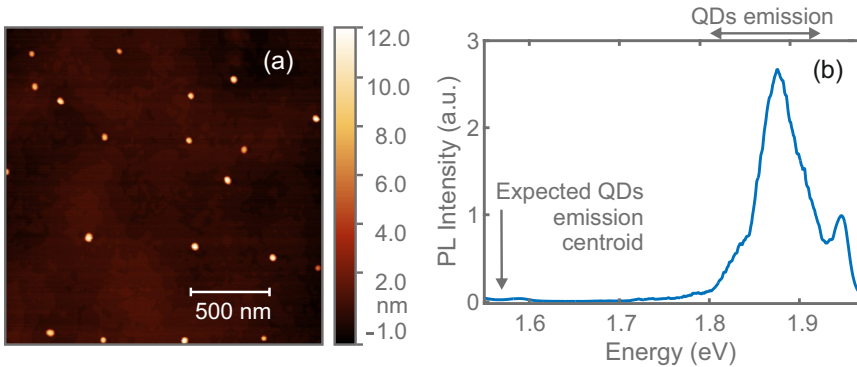 (a)
500 nm
12.0
10.0
8.0
6.0
4.0
2.0
nm
-1.0
QDs emission
(b)
3
2
1
0
PL Intensity (a.u.)
Expected QDs
emission
centroid
1.6
1.7
1.8
1.9
Energy (eV)